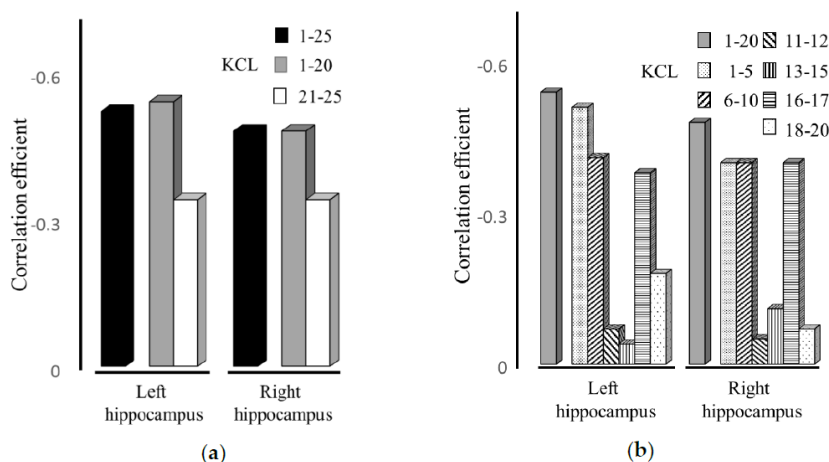 1-25
KCL 1-20
21-25
-0.6
-0.3
0
Correlation efficient
Left
hippocampus
Right
hippocampus
(a)
1-20 11-12
KCL 1-5 13-15
6-10 16-17
18-20
-0.6
-0.3
0
Correlation efficient
Left
hippocampus
Right
hippocampus
(b)